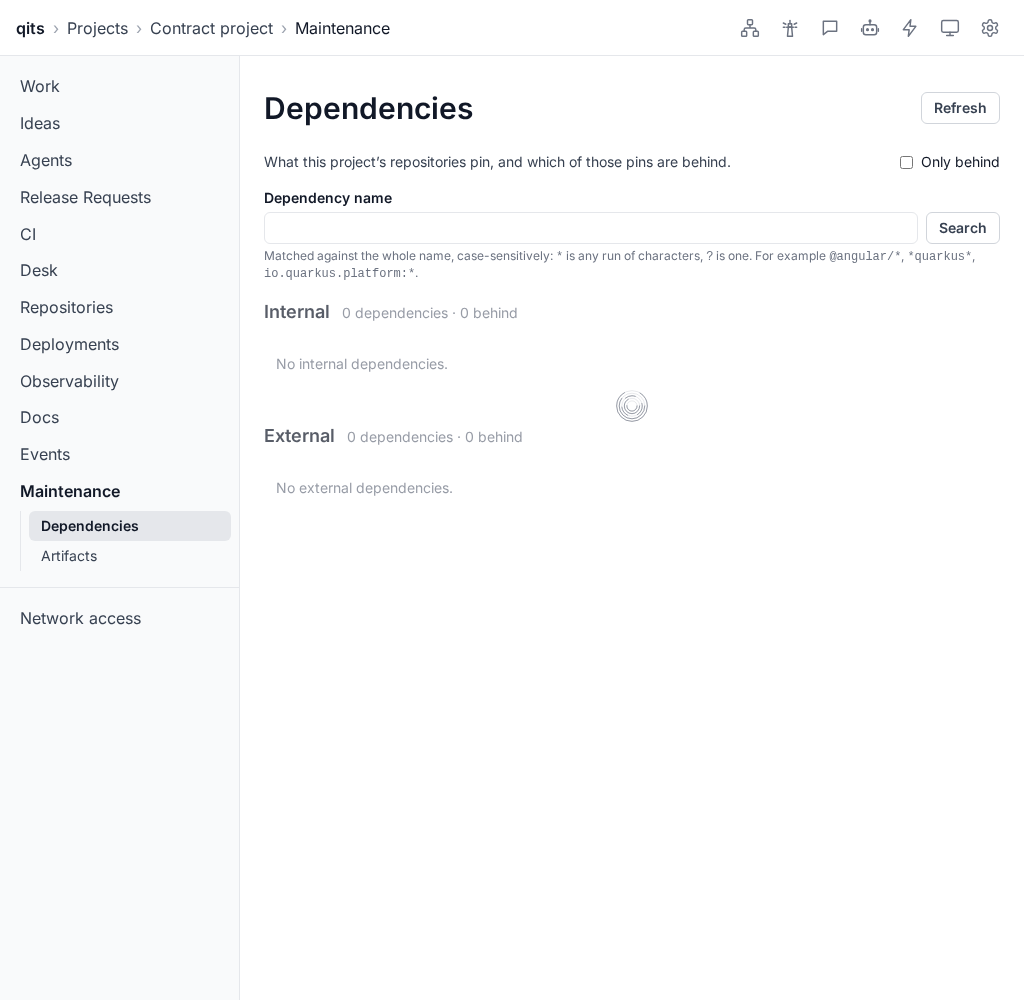 qits › Projects › Contract project › Maintenance
Work
Ideas
Agents
Release Requests
CI
Desk
Repositories
Deployments
Observability
Docs
Events
Maintenance
Dependencies
Artifacts
Network access
Dependencies
Refresh
What this project’s repositories pin, and which of those pins are behind.
Only behind
Dependency name
Search
Matched against the whole name, case-sensitively: * is any run of characters, ? is one. For example @angular/*, *quarkus*,
io.quarkus.platform:*.
Internal 0 dependencies · 0 behind
No internal dependencies.
External 0 dependencies · 0 behind
No external dependencies.